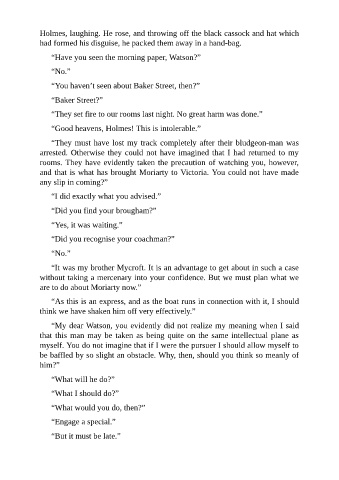 Holmes, laughing. He rose, and throwing off the black cassock and hat which
had formed his disguise, he packed them away in a hand-bag.
“Have you seen the morning paper, Watson?”
“No.”
“You haven’t seen about Baker Street, then?”
“Baker Street?”
“They set fire to our rooms last night. No great harm was done.”
“Good heavens, Holmes! This is intolerable.”
“They must have lost my track completely after their bludgeon-man was
arrested. Otherwise they could not have imagined that I had returned to my
rooms. They have evidently taken the precaution of watching you, however,
and that is what has brought Moriarty to Victoria. You could not have made
any slip in coming?”
“I did exactly what you advised.”
“Did you find your brougham?”
“Yes, it was waiting.”
“Did you recognise your coachman?”
“No.”
“It was my brother Mycroft. It is an advantage to get about in such a case
without taking a mercenary into your confidence. But we must plan what we
are to do about Moriarty now.”
“As this is an express, and as the boat runs in connection with it, I should
think we have shaken him off very effectively.”
“My dear Watson, you evidently did not realize my meaning when I said
that this man may be taken as being quite on the same intellectual plane as
myself. You do not imagine that if I were the pursuer I should allow myself to
be baffled by so slight an obstacle. Why, then, should you think so meanly of
him?”
“What will he do?”
“What I should do?”
“What would you do, then?”
“Engage a special.”
“But it must be late.”